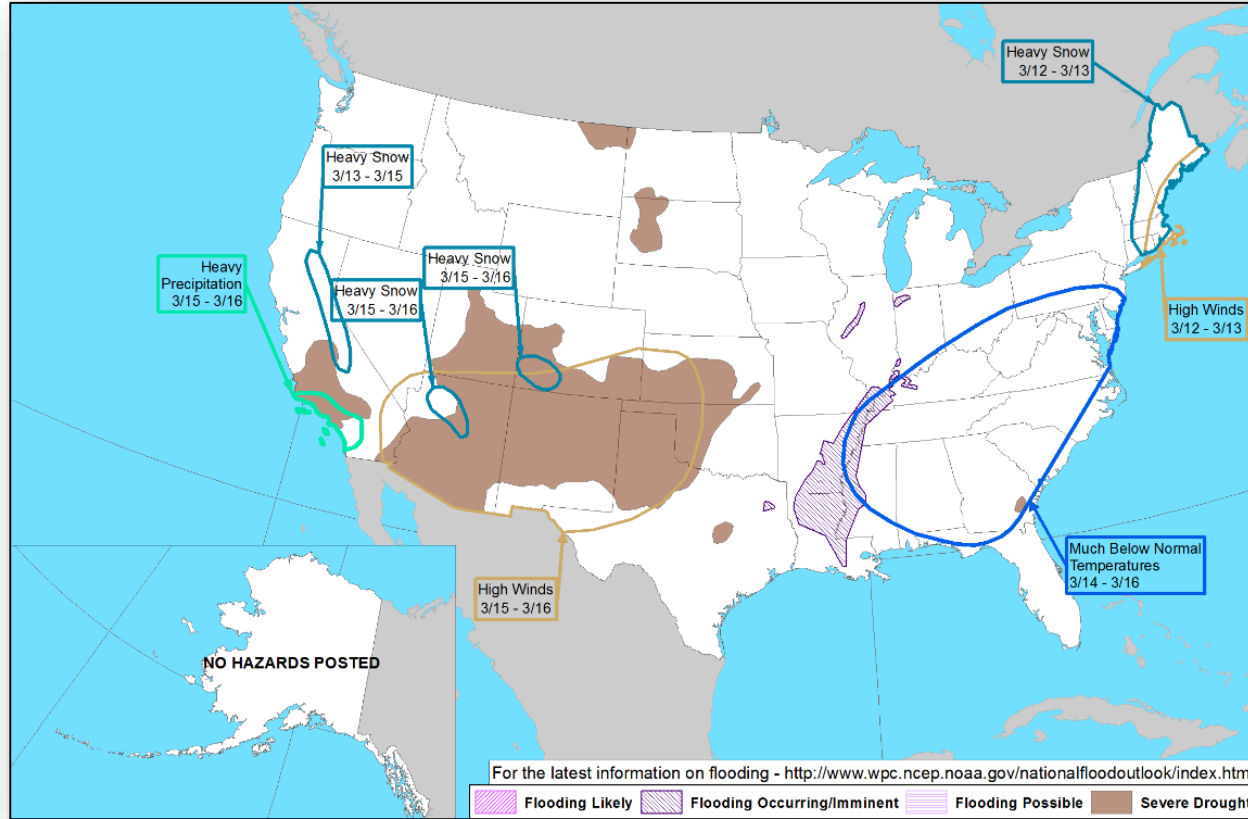 Heavy Snow
3/12 - 3/13
Heavy Snow
3/13 - 3/15
Heavy
Precipitation
3/15 - 3/16
Heavy Snow
3/15 - 3/16
Heavy Snow
3/15 - 3/16
High Winds
3/12 - 3/13
High Winds
3/15 - 3/16
Much Below Normal
Temperatures
3/14 - 3/16
NO HAZARDS POSTED
For the latest information on flooding - http://www.wpc.ncep.noaa.gov/nationalfloodoutlook/index.htm
Flooding Likely
Flooding Occurring/Imminent
Flooding Possible
Severe Drought